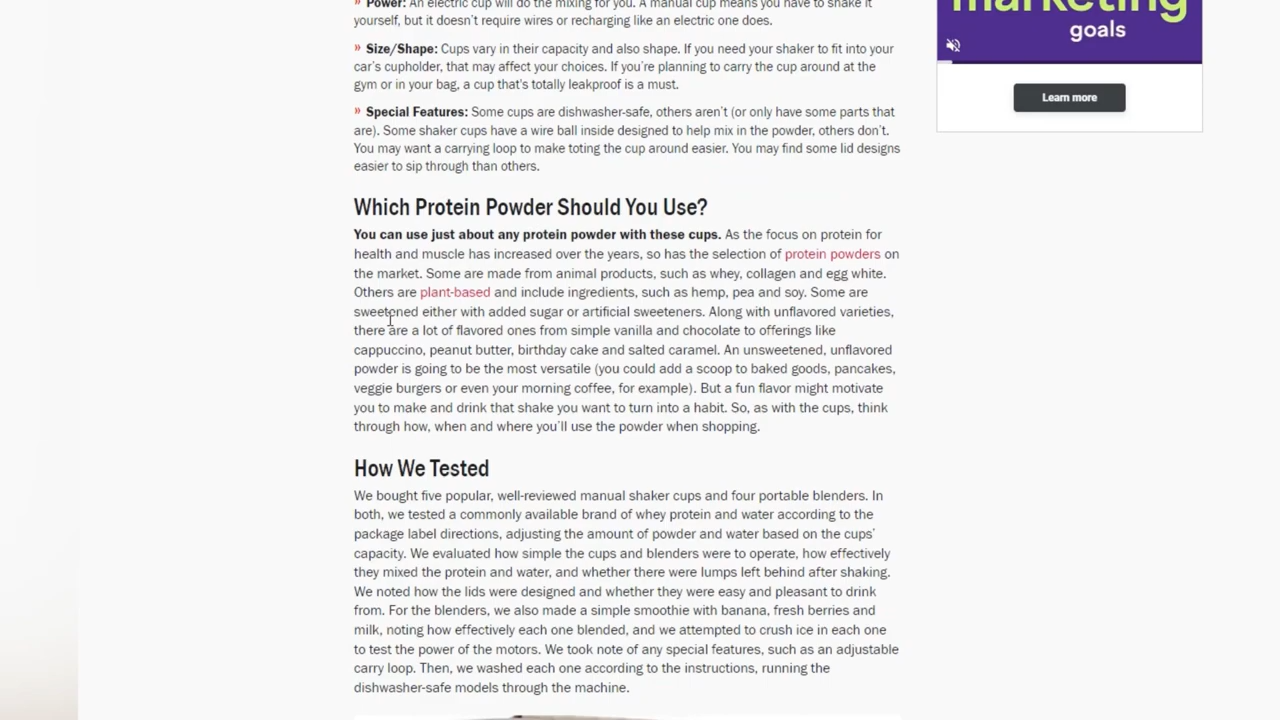 » Power: An electric cup will do the mixing for you. A manual cup means you have to shake it
yourself, but it doesn't require wires or recharging like an electric one does.
» Size/Shape: Cups vary in their capacity and also shape. If you need your shaker to fit into your
car's cupholder, that may affect your choices. If you're planning to carry the cup around at the
gym or in your bag, a cup that's totally leakproof is a must.
» Special Features: Some cups are dishwasher-safe, others aren't (or only have some parts that
are). Some shaker cups have a wire ball inside designed to help mix in the powder, others don't.
You may want a carrying loop to make toting the cup around easier. You may find some lid designs
easier to sip through than others.
Which Protein Powder Should You Use?
You can use just about any protein powder with these cups. As the focus on protein for
health and muscle has increased over the years, so has the selection of protein powders on
the market. Some are made from animal products, such as whey, collagen and egg white.
Others are plant-based and include ingredients, such as hemp, pea and soy. Some are
sweetened either with added sugar or artificial sweeteners. Along with unflavored varieties,
there are a lot of flavored ones from simple vanilla and chocolate to offerings like
cappuccino, peanut butter, birthday cake and salted caramel. An unsweetened, unflavored
powder is going to be the most versatile (you could add a scoop to baked goods, pancakes,
veggie burgers or even your morning coffee, for example). But a fun flavor might motivate
you to make and drink that shake you want to turn into a habit. So, as with the cups, think
through how, when and where you'll use the powder when shopping.
How We Tested
We bought five popular, well-reviewed manual shaker cups and four portable blenders. In
both, we tested a commonly available brand of whey protein and water according to the
package label directions, adjusting the amount of powder and water based on the cups'
capacity. We evaluated how simple the cups and blenders were to operate, how effectively
they mixed the protein and water, and whether there were lumps left behind after shaking.
We noted how the lids were designed and whether they were easy and pleasant to drink
from. For the blenders, we also made a simple smoothie with banana, fresh berries and
milk, noting how effectively each one blended, and we attempted to crush ice in each one
to test the power of the motors. We took note of any special features, such as an adjustable
carry loop. Then, we washed each one according to the instructions, running the
dishwasher-safe models through the machine.
marketing
goals
Learn more